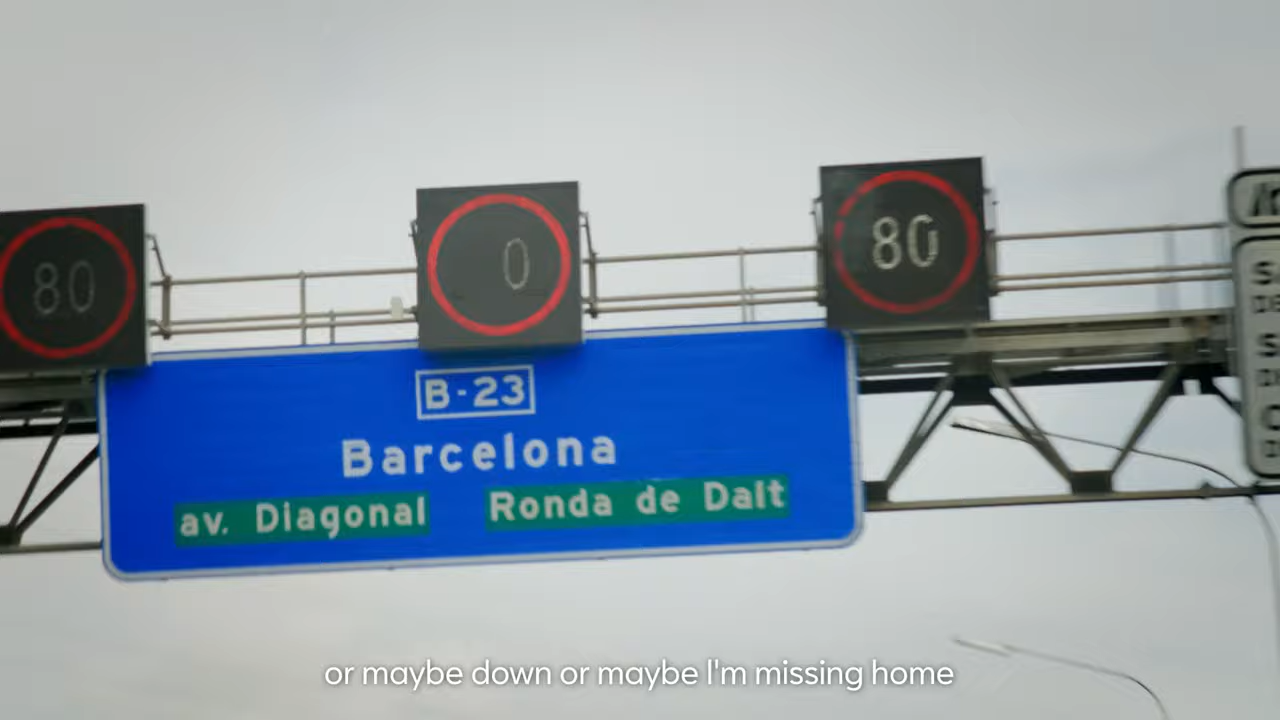 80
0
80
B-23
Barcelona
av. Diagonal
Ronda de Dalt
or maybe down or maybe I'm missing home